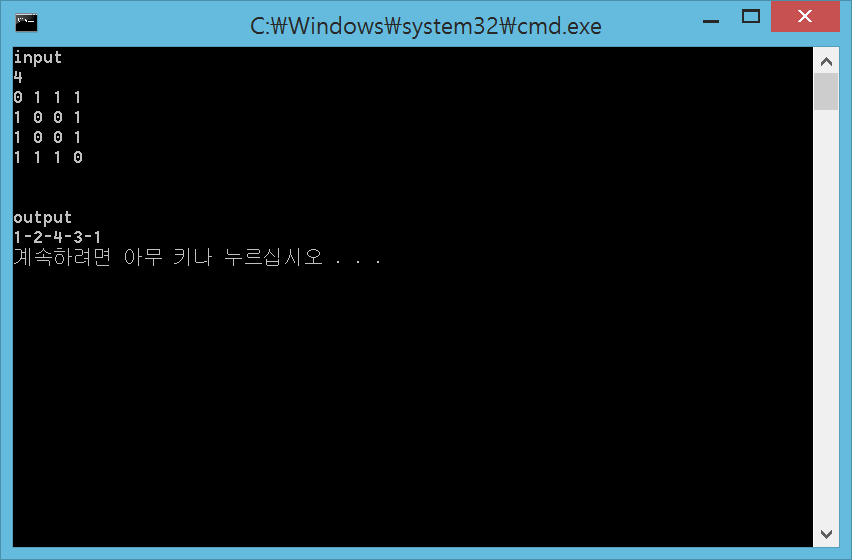 C:₩Windows₩system32₩cmd.exe
input
4
0 1 1 1
1 0 0 1
1 0 0 1
1 1 1 0
output
1-2-4-3-1
계속하려면 아무 키나 누르십시오 . . .